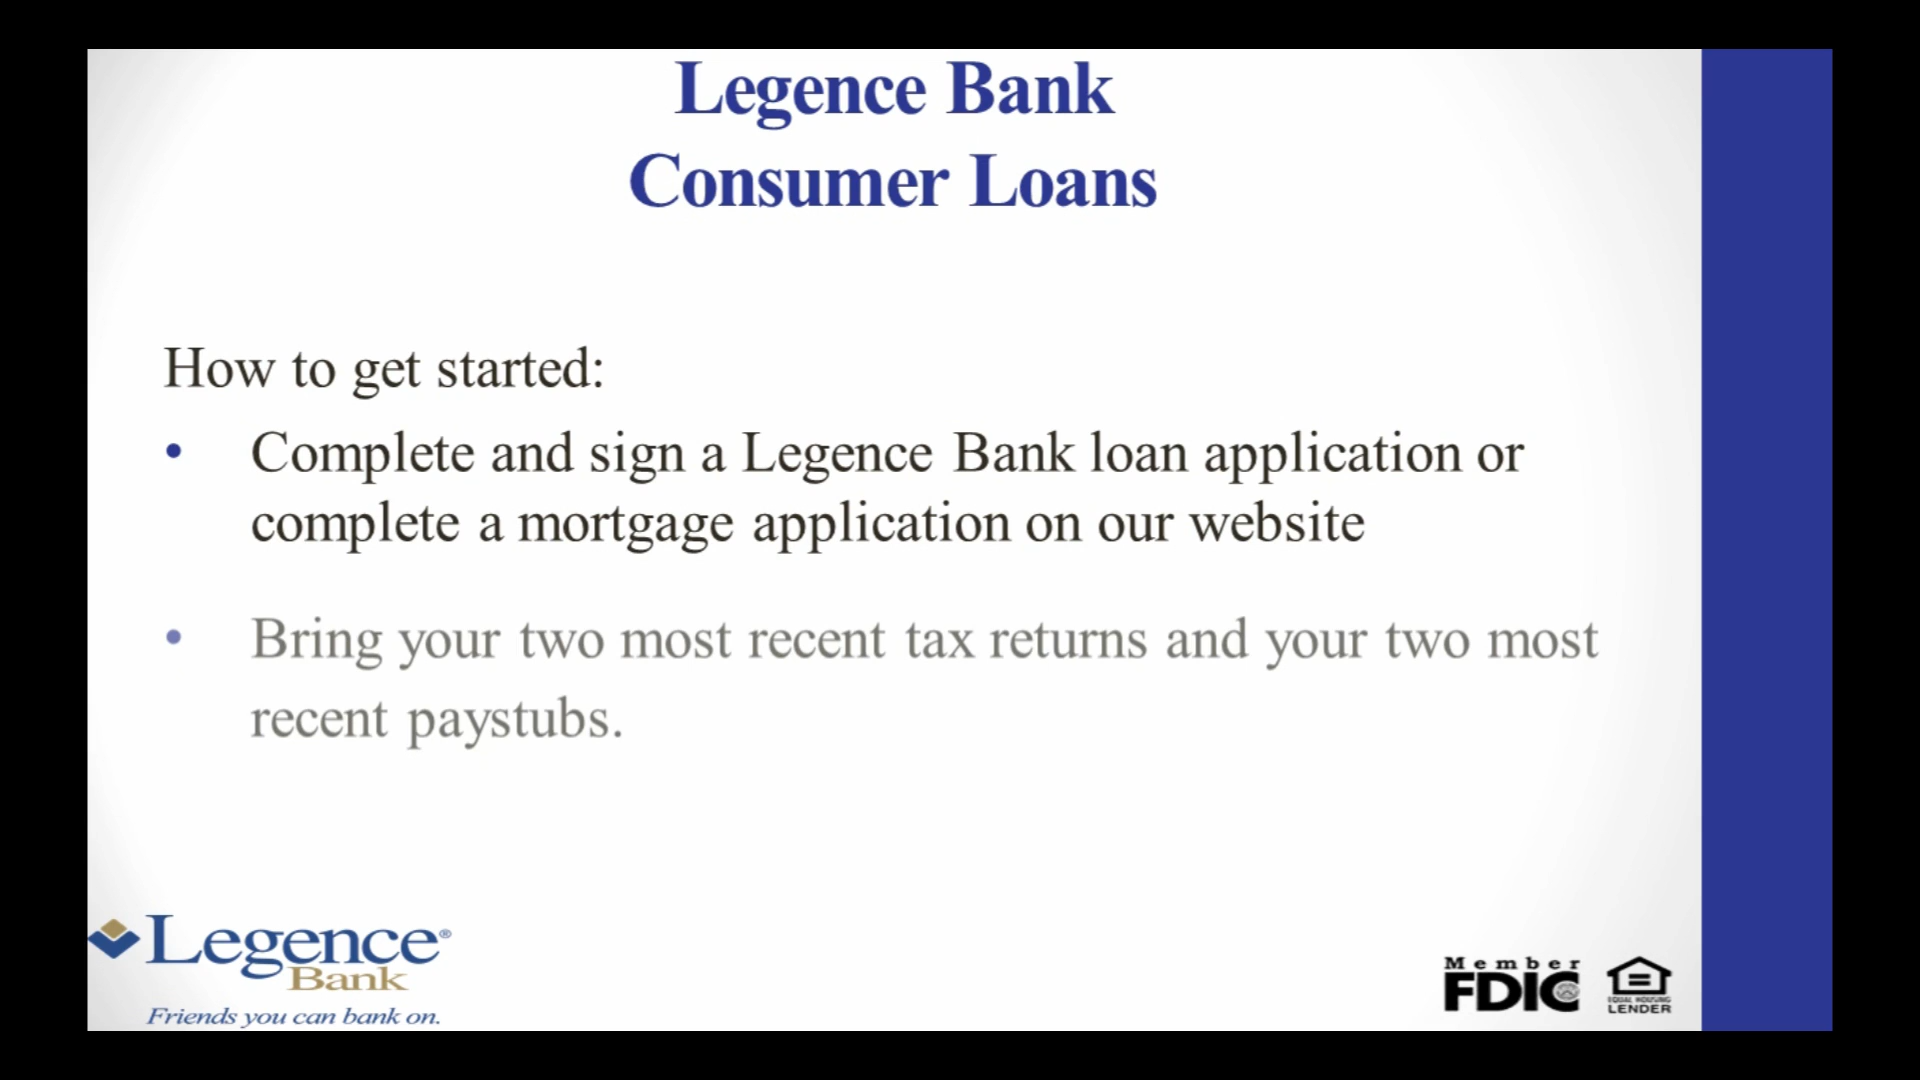 Legence Bank
Consumer Loans
How to get started:
• Complete and sign a Legence Bank loan application or
complete a mortgage application on our website
• Bring your two most recent tax returns and your two most
recent paystubs.
Legence®
Bank
Friends you can bank on.
Member
FDIC
EQUAL HOUSING
LENDER